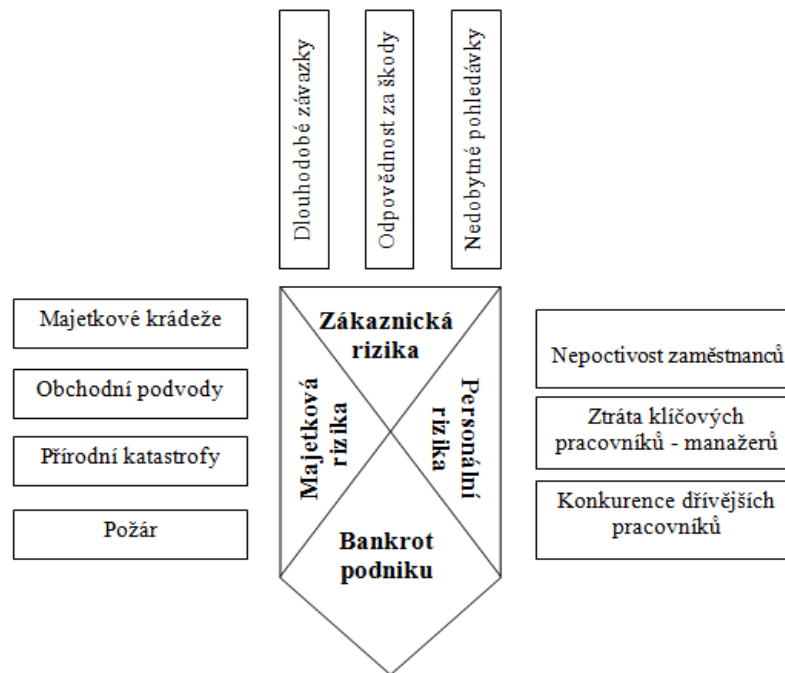 Dlouhodobé závazky
Odpovědnost za škody
Nedobytné pohledávky
Majetkové krádeže
Obchodní podvody
Přírodní katastrofy
Požár
Zákaznická
rizika
Majetková
rizika
Personální
rizika
Bankrot
podniku
Nepoctivost zaměstnanců
Ztráta klíčových
pracovníků - manažerů
Konkurence dřívějších
pracovníků